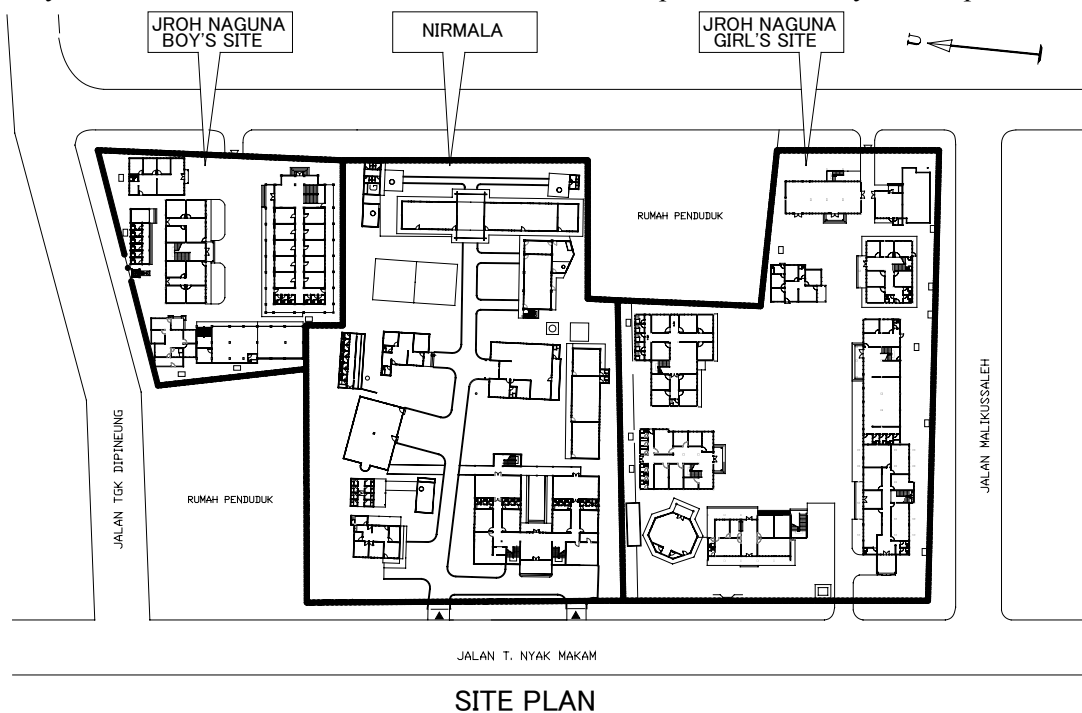 JROH NAGUNA
BOY'S SITE
NIRMALA
JROH NAGUNA
GIRL'S SITE
U
RUMAH PENDUDUK
JALAN TGK DIPINEUNG
RUMAH PENDUDUK
JALAN MALIKUSSALEH
JALAN T. NYAK MAKAM
SITE PLAN